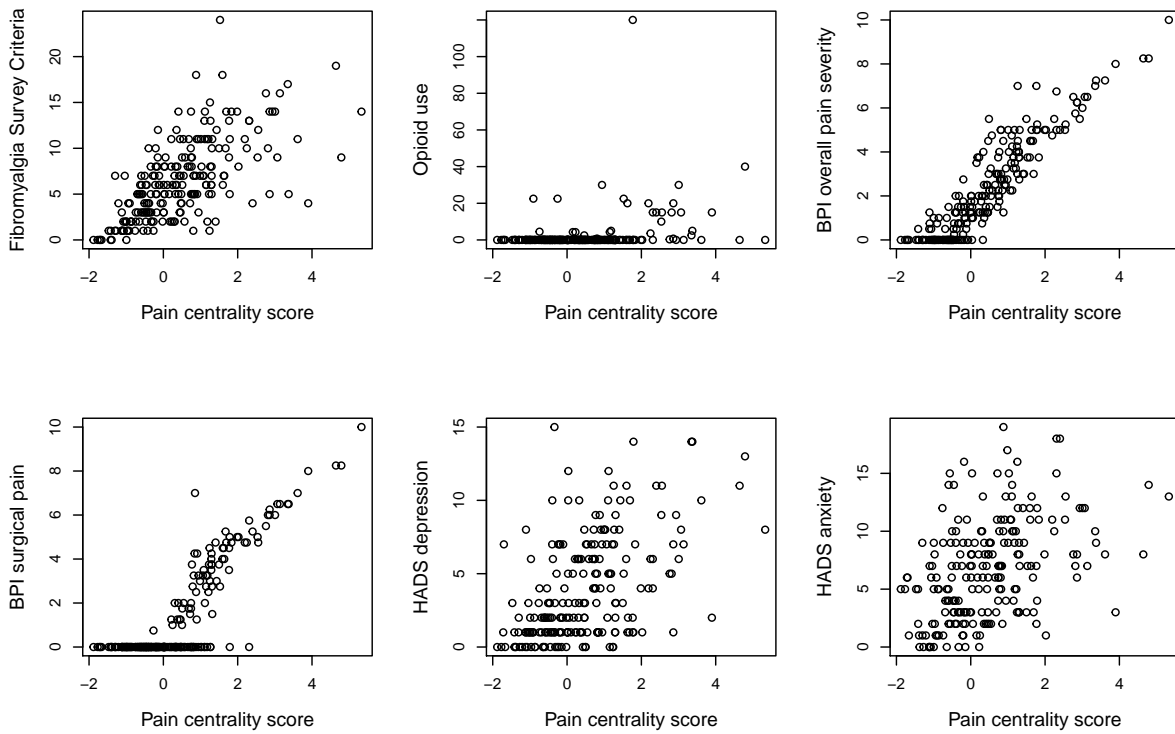 Fibromyalgia Survey Criteria
0 5 10 15 20
−2 0 2 4
Pain centrality score
Opioid use
0 20 40 60 80 100
−2 0 2 4
Pain centrality score
BPI overall pain severity
0 2 4 6 8 10
−2 0 2 4
Pain centrality score
BPI surgical pain
0 2 4 6 8 10
−2 0 2 4
Pain centrality score
HADS depression
0 5 10 15
−2 0 2 4
Pain centrality score
HADS anxiety
0 5 10 15
−2 0 2 4
Pain centrality score